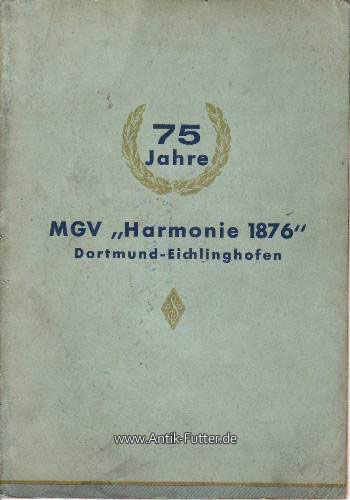 75
Jahre
MGV „Harmonie 1876"
Dortmund-Eichlinghofen
www.Antik-Futter.de